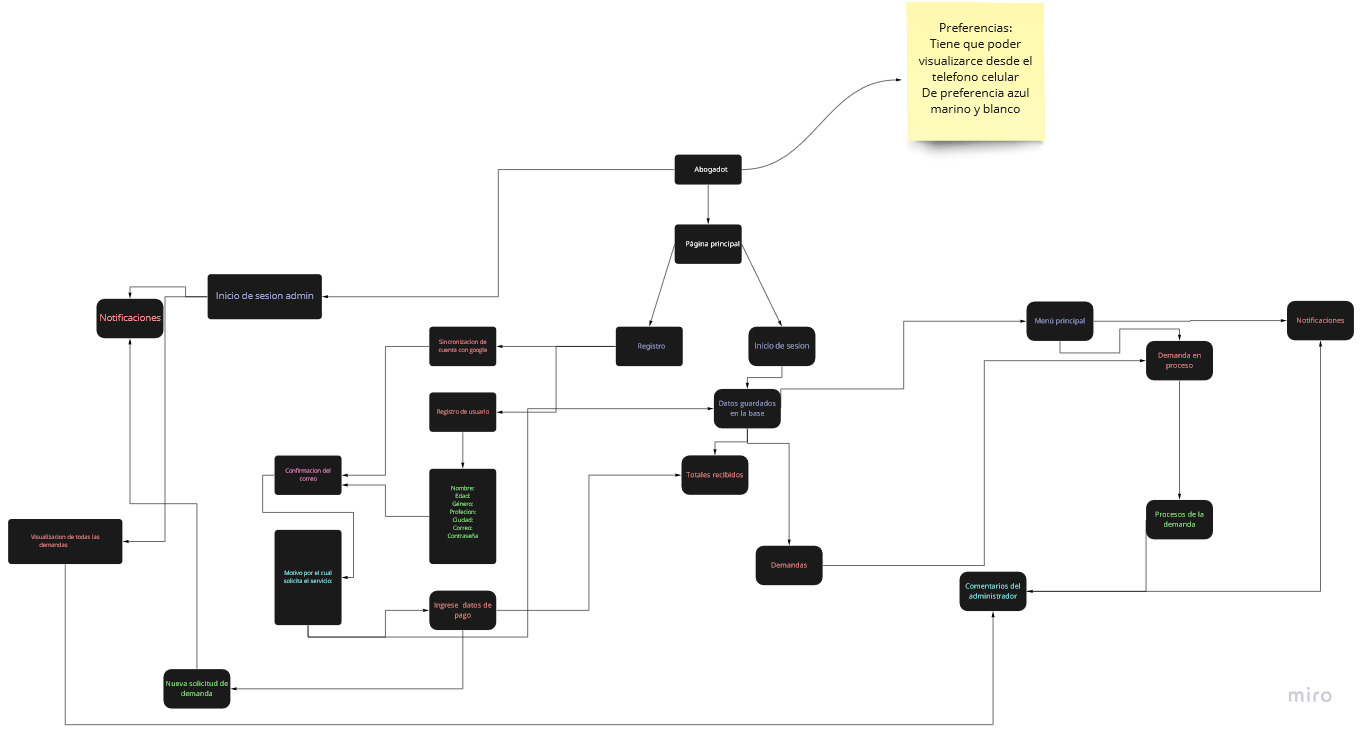 Preferencias:
Tiene que poder
visualizarce desde el
telefono celular
De preferencia azul
marino y blanco
Abogadot
Página principal
Inicio de sesion admin
Notificaciones
Sincronizacion de
cuenta con google
Registro
Inicio de sesion
Menú principal
Notificaciones
Demanda en
proceso
Registro de usuario
Datos guardados
en la base
Confirmacion del
correo
Nombre:
Edad:
Género:
Profecion:
Ciudad:
Correo:
Contraseña
Totales recibidos
Procesos de la
demanda
Visualizacion de todas las
demandas
Motivo por el cual
solicita el servicio:
Demandas
Comentarios del
administrador
Ingrese datos de
pago
Nueva solicitud de
demanda
miro